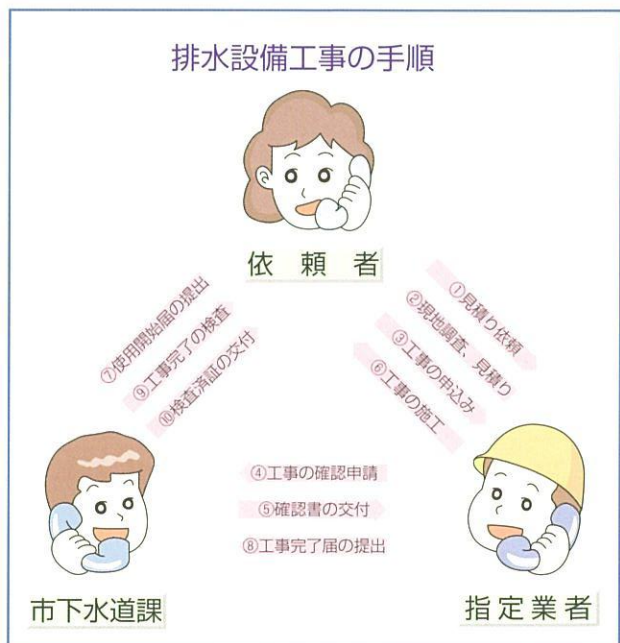 排水設備工事の手順
依頼者
①見積り依頼
②現地調査、見積り
③工事の申込み
⑥工事の施工
⑦使用開始届の提出
⑨工事完了の検査
⑩検査済証の交付
④工事の確認申請
⑤確認書の交付
⑧工事完了届の提出
市下水道課
指定業者